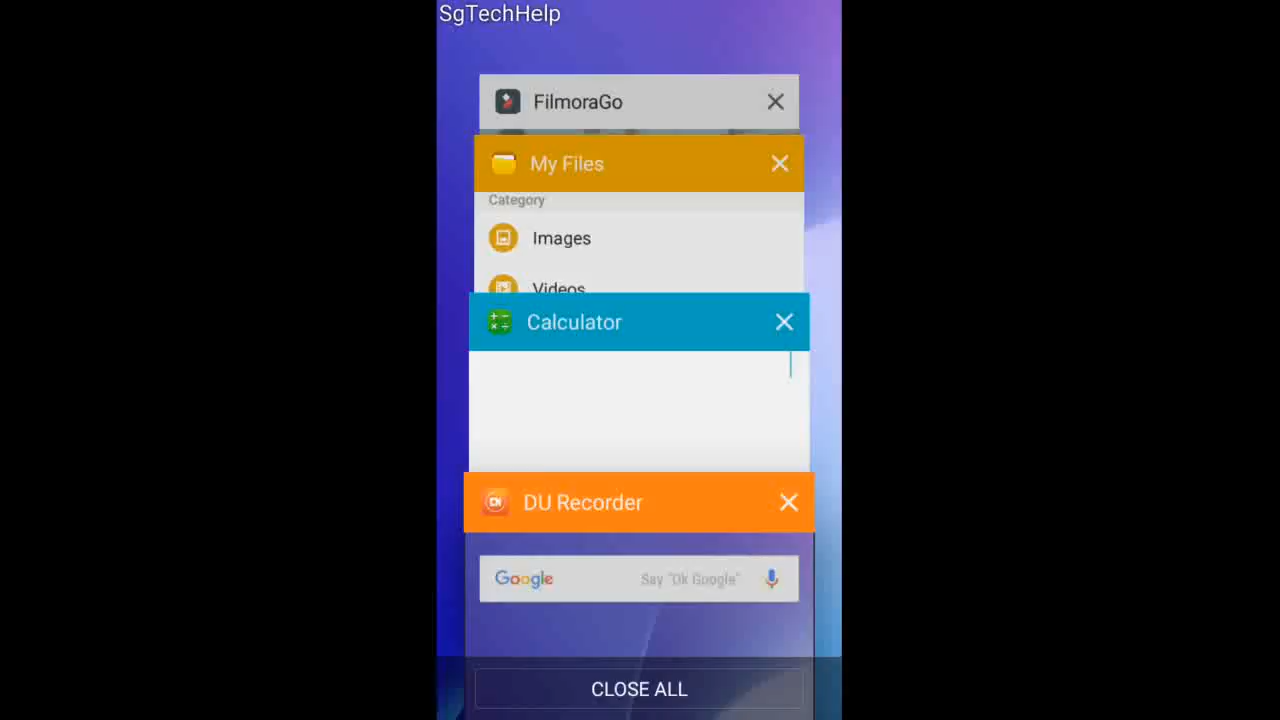 SgTechHelp
FilmoraGo
My Files
Category
Images
Videos
Calculator
DU Recorder
Google Say "Ok Google"
CLOSE ALL